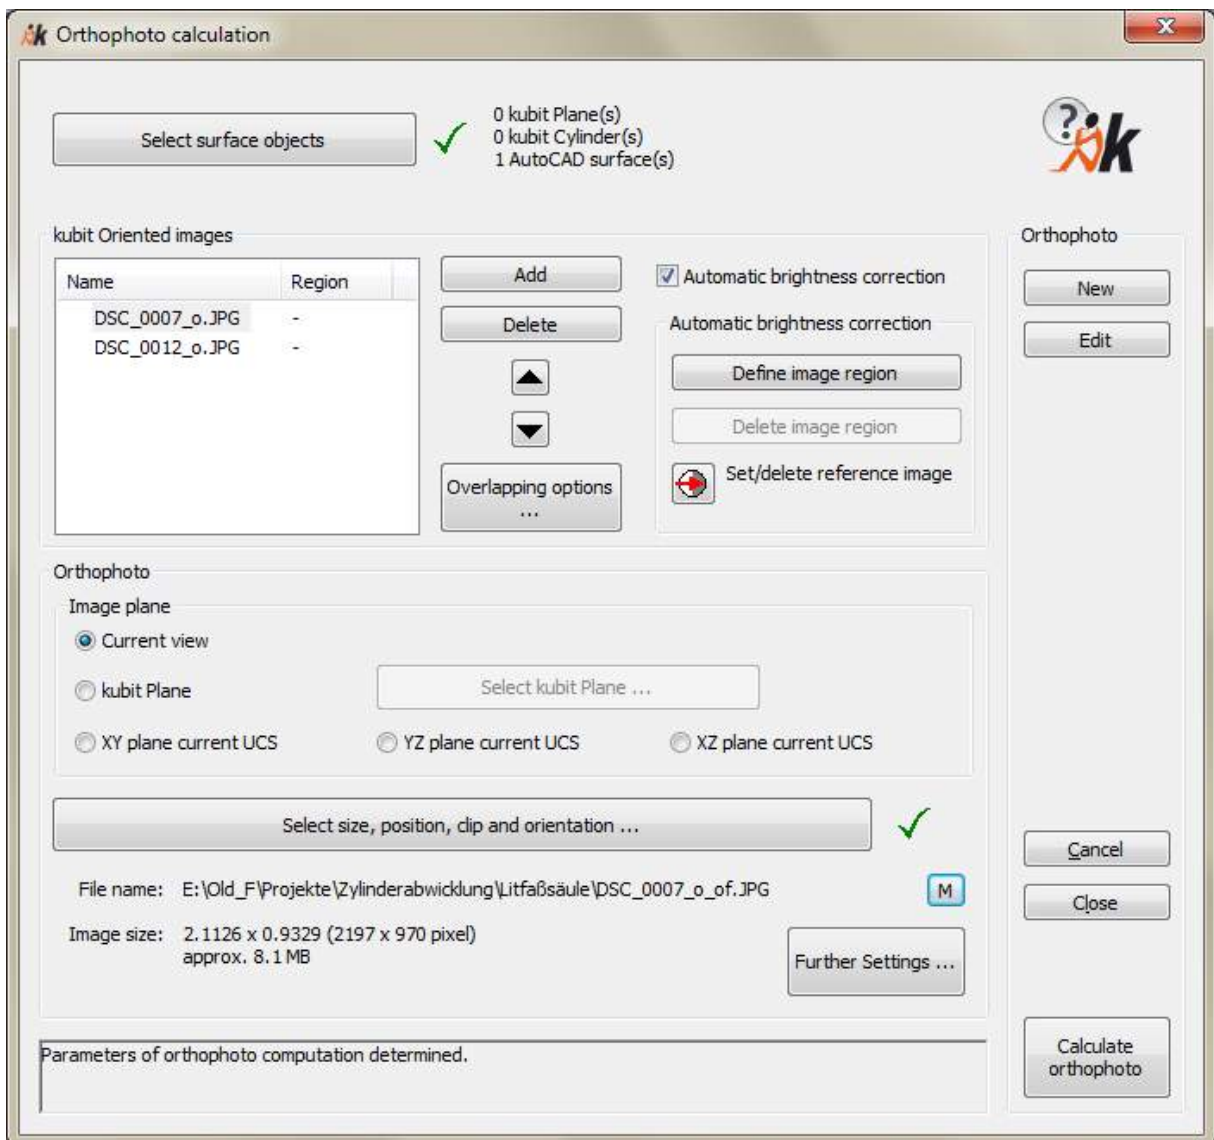 Orthophoto calculation
Select surface objects
0 kubit Plane(s)
0 kubit Cylinder(s)
1 AutoCAD surface(s)
?
k
kubit Oriented images
Name Region
DSC_0007_o.JPG -
DSC_0012_o.JPG -
Add
Delete
Overlapping options
...
Automatic brightness correction
Automatic brightness correction
Define image region
Delete image region
Set/delete reference image
Orthophoto
New
Edit
Orthophoto
Image plane
Current view
kubit Plane
Select kubit Plane ...
XY plane current UCS
YZ plane current UCS
XZ plane current UCS
Select size, position, clip and orientation ...
File name: E:\Old_F\Projekte\Zylinderabwicklung\Litfaßsäule\DSC_0007_o_of.JPG
M
Image size: 2.1126 x 0.9329 (2197 x 970 pixel)
approx. 8.1 MB
Further Settings ...
Cancel
Close
Parameters of orthophoto computation determined.
Calculate
orthophoto